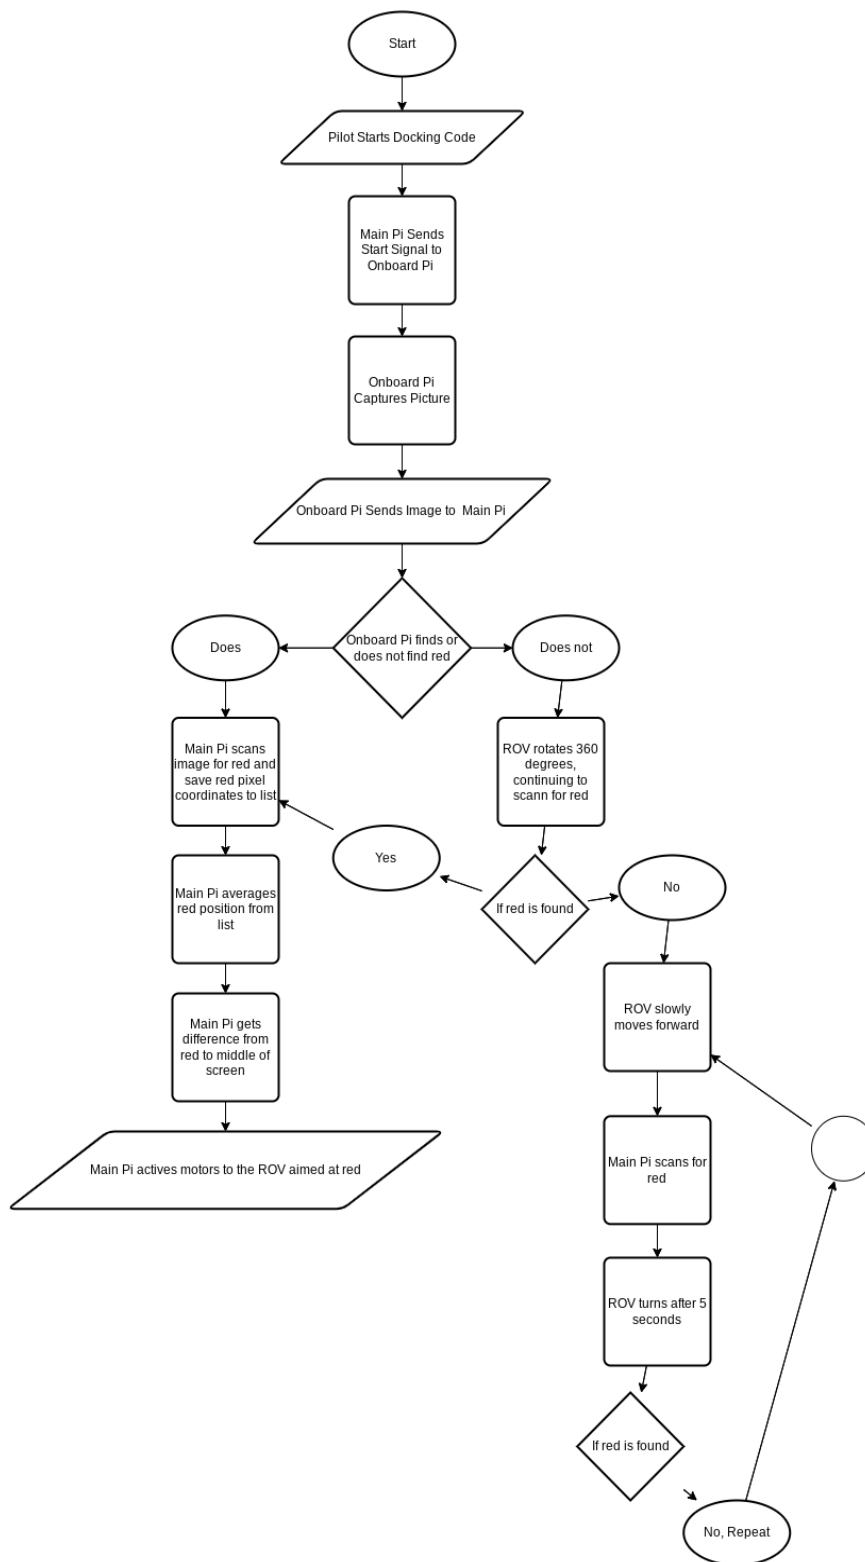 Start
Pilot Starts Docking Code
Main Pi Sends
Start Signal to
Onboard Pi
Onboard Pi
Captures Picture
Onboard Pi Sends Image to  Main Pi
Onboard Pi finds or
does not find red
Does
Does not
Main Pi scans
image for red and
save red pixel
coordinates to list
ROV rotates 360
degrees,
continuing to
scann for red
Yes
If red is found
No
Main Pi averages
red position from
list
Main Pi gets
difference from
red to middle of
screen
ROV slowly
moves forward
Main Pi actives motors to the ROV aimed at red
Main Pi scans for
red
ROV turns after 5
seconds
If red is found
No, Repeat